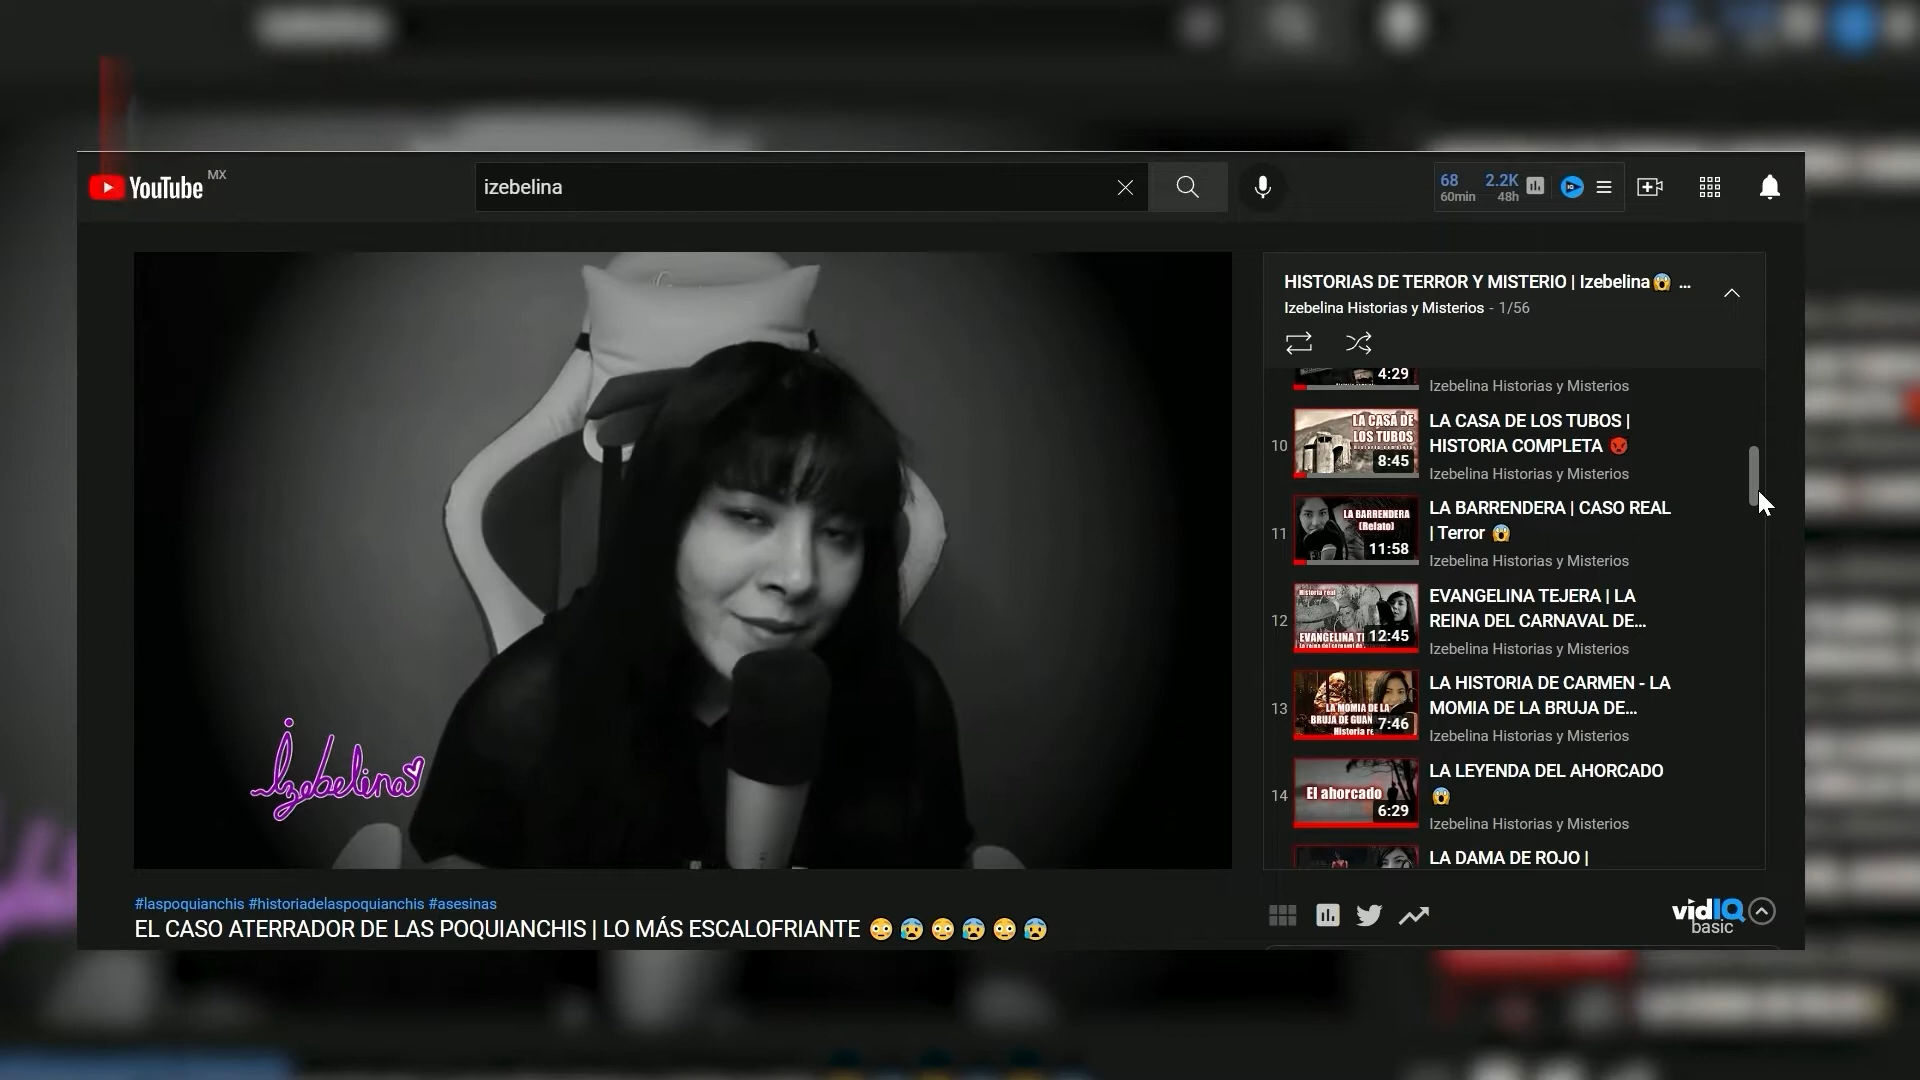 YouTube MX
izebelina
68 2.2K
60min 48h
HISTORIAS DE TERROR Y MISTERIO | Izebelina😱 ...
Izebelina Historias y Misterios - 1/56
4:29
Izebelina Historias y Misterios
10
LA CASA DE
LOS TUBOS
8:45
LA CASA DE LOS TUBOS |
HISTORIA COMPLETA 😡
Izebelina Historias y Misterios
11
LA BARRENDERA
(Relato)
11:58
LA BARRENDERA | CASO REAL
| Terror 😱
Izebelina Historias y Misterios
12
Historia real
EVANGELINA
12:45
EVANGELINA TEJERA | LA
REINA DEL CARNAVAL DE...
Izebelina Historias y Misterios
13
LA MOMIA DE LA
BRUJA DE
Historia
7:46
LA HISTORIA DE CARMEN - LA
MOMIA DE LA BRUJA DE...
Izebelina Historias y Misterios
14
El ahorcado
6:29
LA LEYENDA DEL AHORCADO
😱
Izebelina Historias y Misterios
LA DAMA DE ROJO |
Izebelina
#laspoquianchis #historiadelaspoquianchis #asesinas
EL CASO ATERRADOR DE LAS POQUIANCHIS | LO MÁS ESCALOFRIANTE 😳😰😳😰😳😰
vidIQ
basic